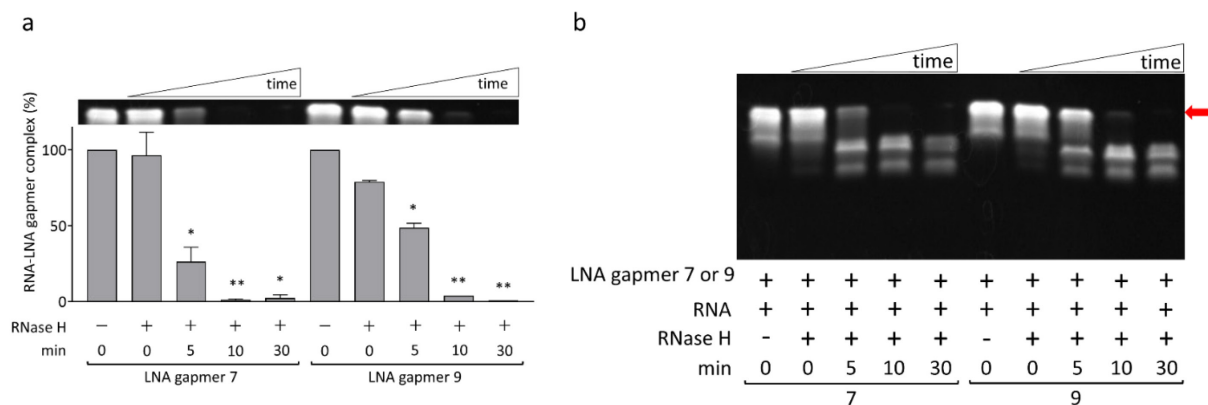 a
time
time
RNA-LNA gapmer complex (%)
100
50
0
* ** * * ** **
RNase H − + + + + − + + + +
min 0 0 5 10 30 0 0 5 10 30
LNA gapmer 7 LNA gapmer 9
b
time
time
LNA gapmer 7 or 9 + + + + + + + + + +
RNA + + + + + + + + + +
RNase H - + + + + - + + + +
min 0 0 5 10 30 0 0 5 10 30
7 9